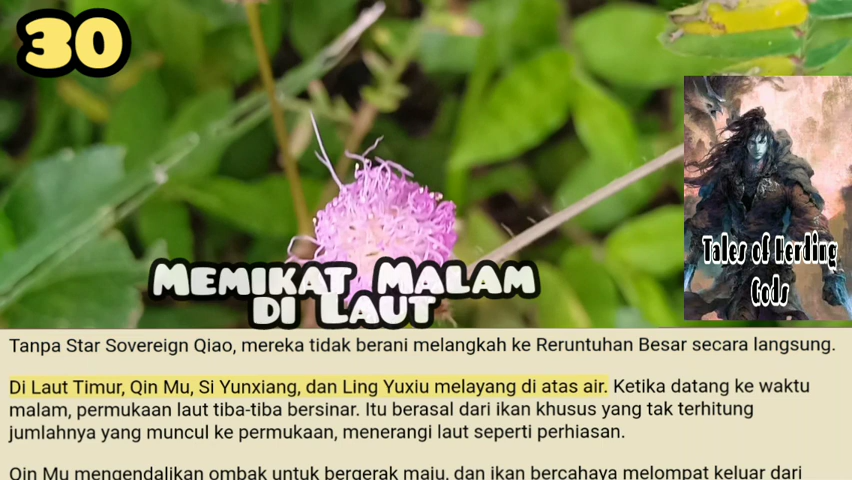 30
MEMIKAT MALAM
DI LAUT
Tales of Herding
Gods
Tanpa Star Sovereign Qiao, mereka tidak berani melangkah ke Reruntuhan Besar secara langsung.
Di Laut Timur, Qin Mu, Si Yunxiang, dan Ling Yuxiu melayang di atas air. Ketika datang ke waktu
malam, permukaan laut tiba-tiba bersinar. Itu berasal dari ikan khusus yang tak terhitung
jumlahnya yang muncul ke permukaan, menerangi laut seperti perhiasan.
Qin Mu mengendalikan ombak untuk bergerak maju, dan ikan bercahaya melompat keluar dari